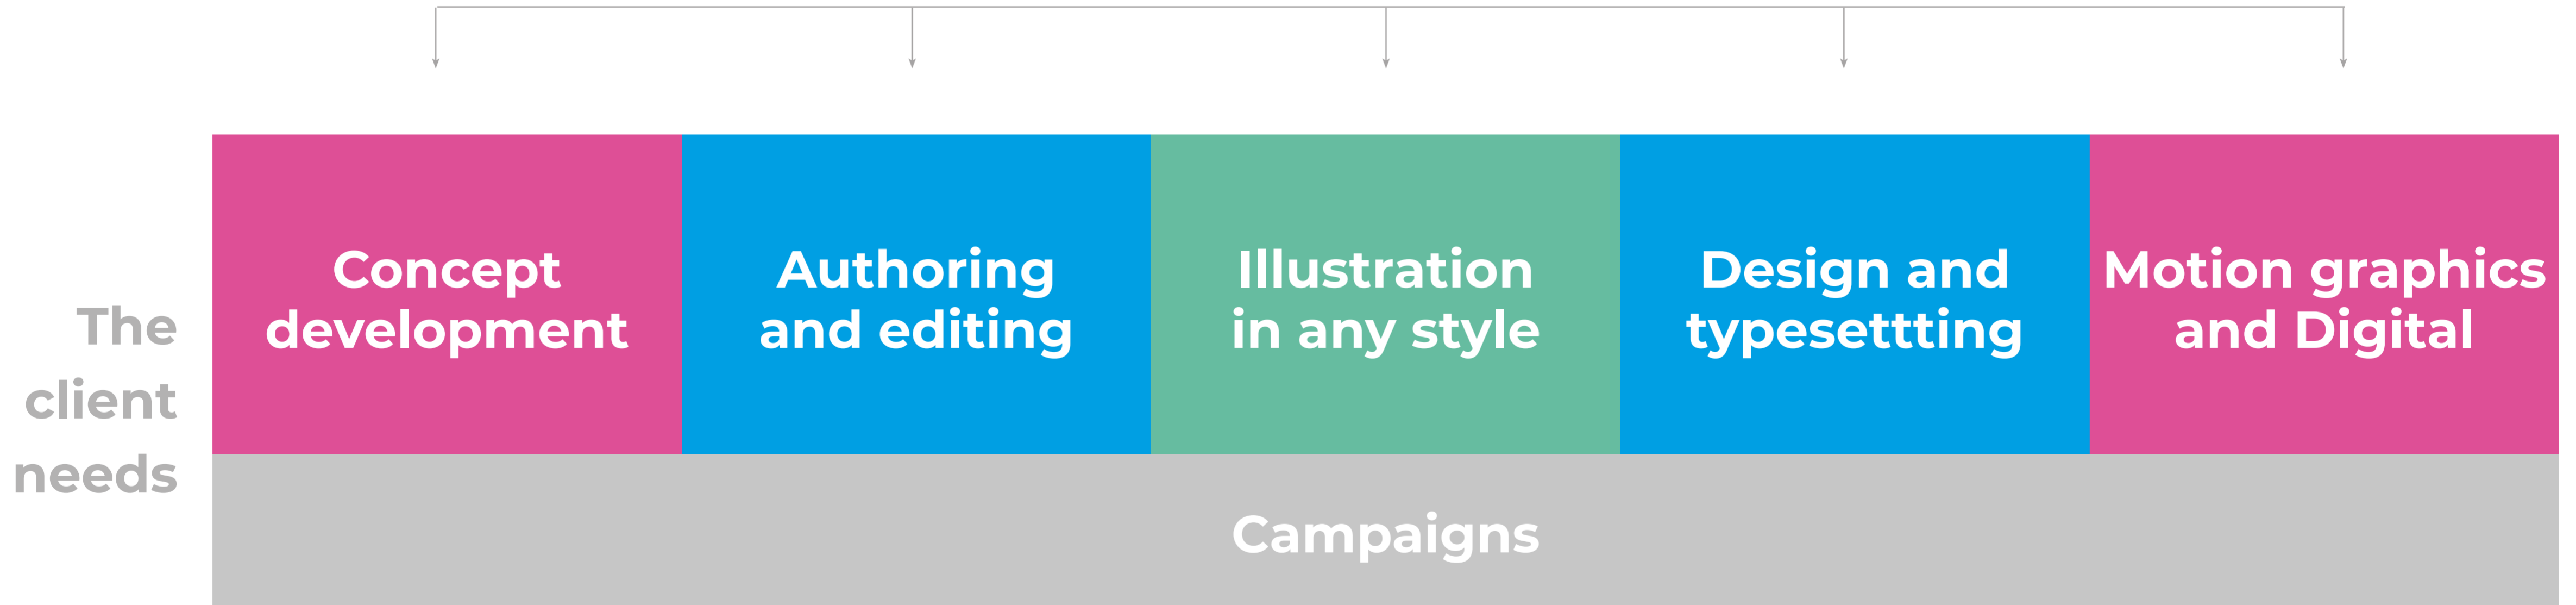 The
client
needs
Concept
development
Authoring
and editing
Illustration
in any style
Design and
typesettting
Motion graphics
and Digital
Campaigns